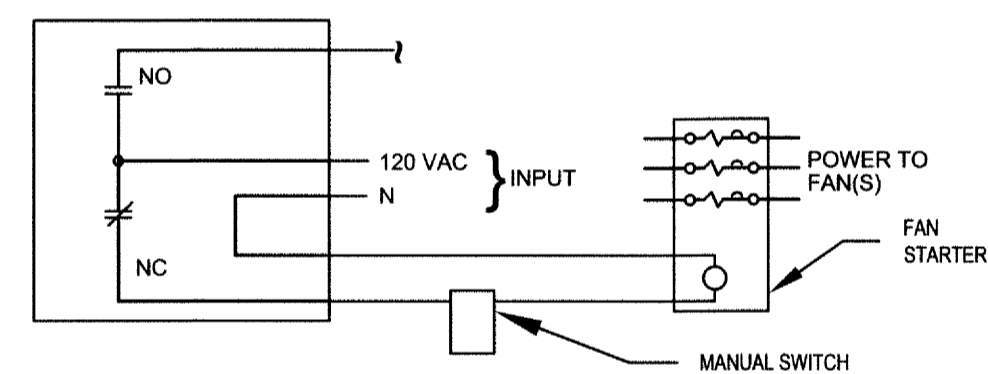 NO
120 VAC
N
INPUT
NC
POWER TO
FAN(S)
FAN
STARTER
MANUAL SWITCH